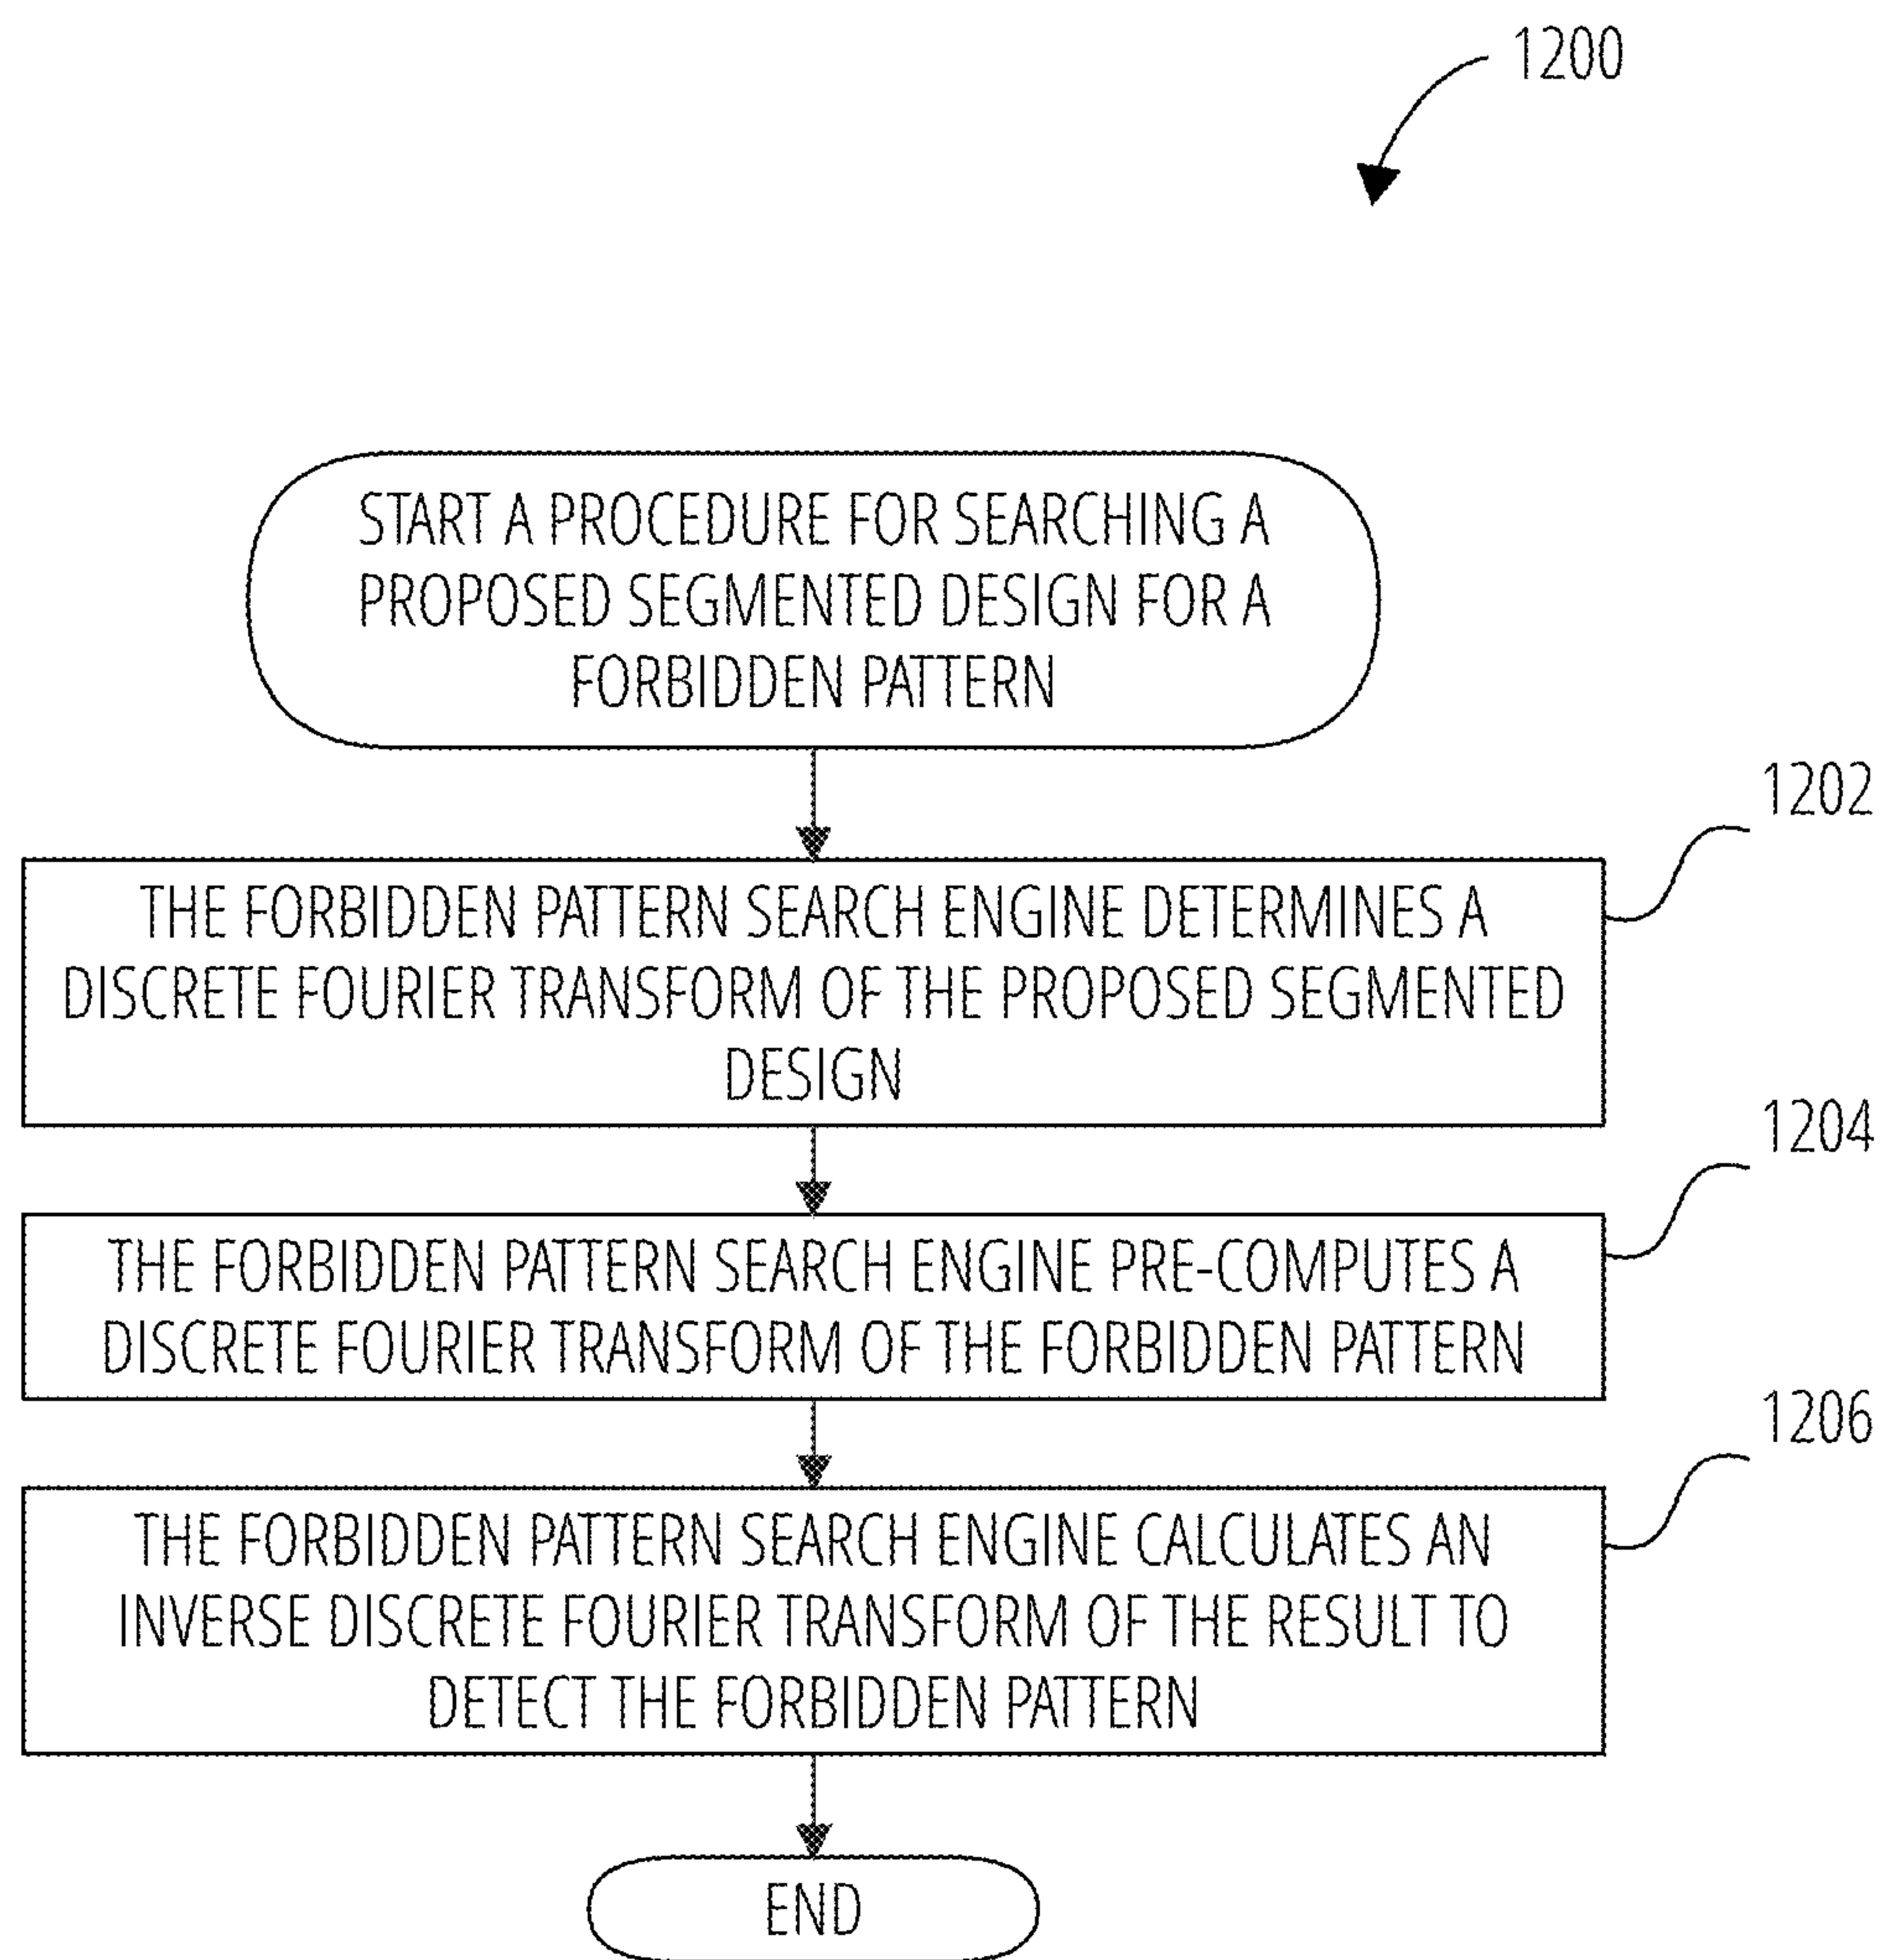 1200
START A PROCEDURE FOR SEARCHING A
PROPOSED SEGMENTED DESIGN FOR A
FORBIDDEN PATTERN
1202
THE FORBIDDEN PATTERN SEARCH ENGINE DETERMINES A
DISCRETE FOURIER TRANSFORM OF THE PROPOSED SEGMENTED
DESIGN
1204
THE FORBIDDEN PATTERN SEARCH ENGINE PRE-COMPUTES A
DISCRETE FOURIER TRANSFORM OF THE FORBIDDEN PATTERN
1206
THE FORBIDDEN PATTERN SEARCH ENGINE CALCULATES AN
INVERSE DISCRETE FOURIER TRANSFORM OF THE RESULT TO
DETECT THE FORBIDDEN PATTERN
END